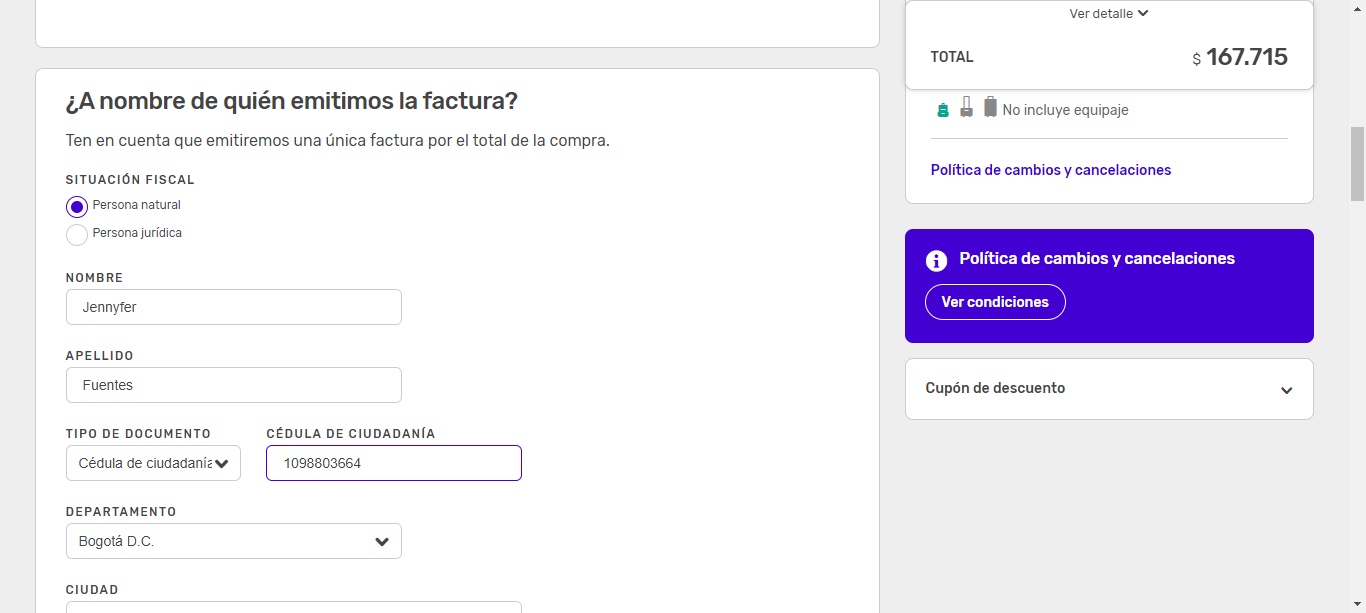 ¿A nombre de quién emitimos la factura?
Ten en cuenta que emitiremos una única factura por el total de la compra.
SITUACIÓN FISCAL
Persona natural
Persona jurídica
NOMBRE
Jennyfer
APELLIDO
Fuentes
TIPO DE DOCUMENTO
Cédula de ciudadanía
CÉDULA DE CIUDADANÍA
1098803664
DEPARTAMENTO
Bogotá D.C.
CIUDAD
Ver detalle
TOTAL
$ 167.715
No incluye equipaje
Política de cambios y cancelaciones
Política de cambios y cancelaciones
Ver condiciones
Cupón de descuento